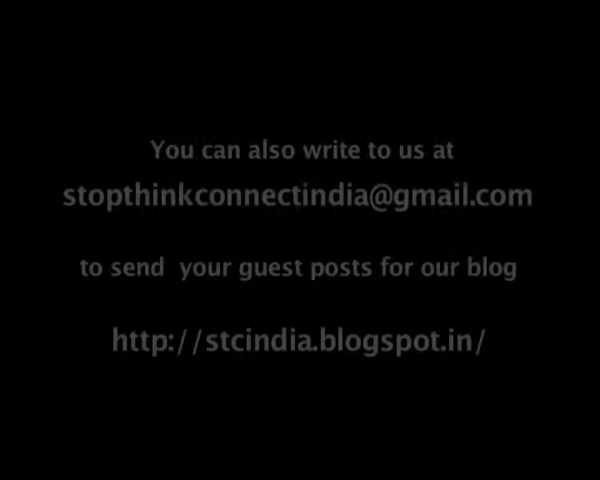 You can also write to us at
stopthinkconnectindia@gmail.com
to send your guest posts for our blog
http://stcindia.blogspot.in/